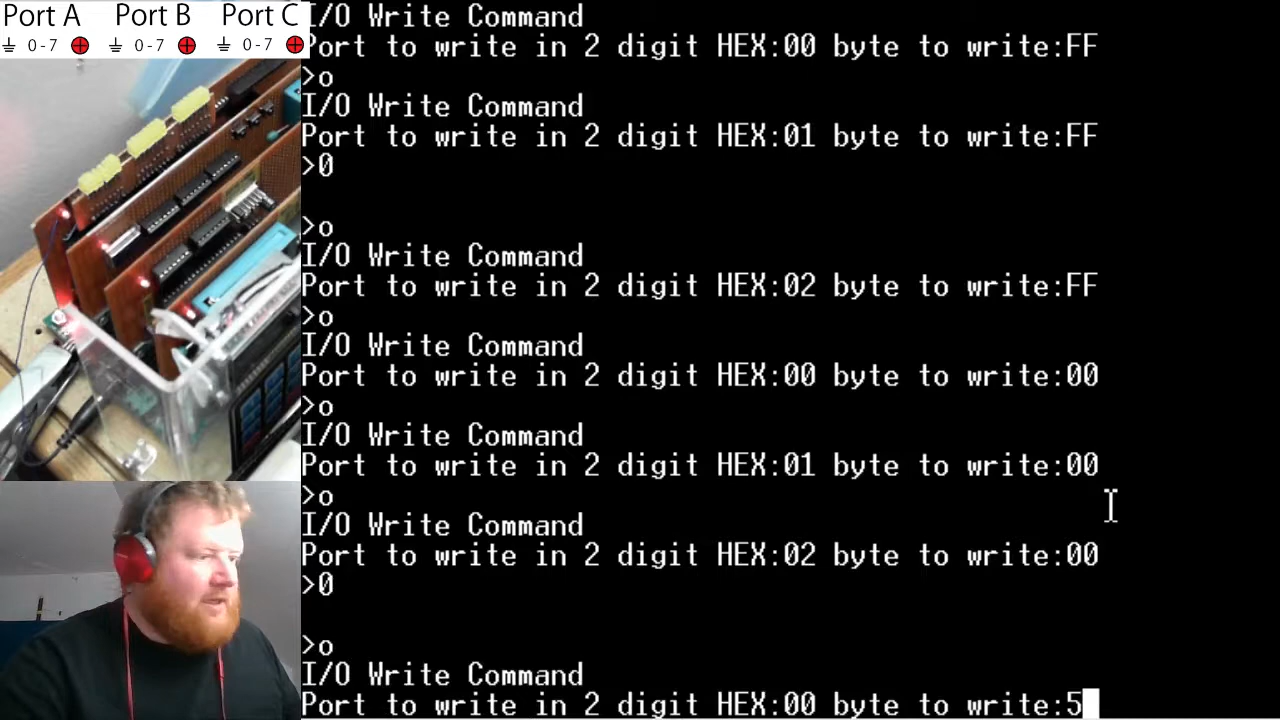 Port A Port B Port C
0-7 0-7 0-7
I/O Write Command
Port to write in 2 digit HEX:00 byte to write:FF
>o
I/O Write Command
Port to write in 2 digit HEX:01 byte to write:FF
>0
>o
I/O Write Command
Port to write in 2 digit HEX:02 byte to write:FF
>o
I/O Write Command
Port to write in 2 digit HEX:00 byte to write:00
>o
I/O Write Command
Port to write in 2 digit HEX:01 byte to write:00
>o
I/O Write Command
Port to write in 2 digit HEX:02 byte to write:00
>0
>o
I/O Write Command
Port to write in 2 digit HEX:00 byte to write:5